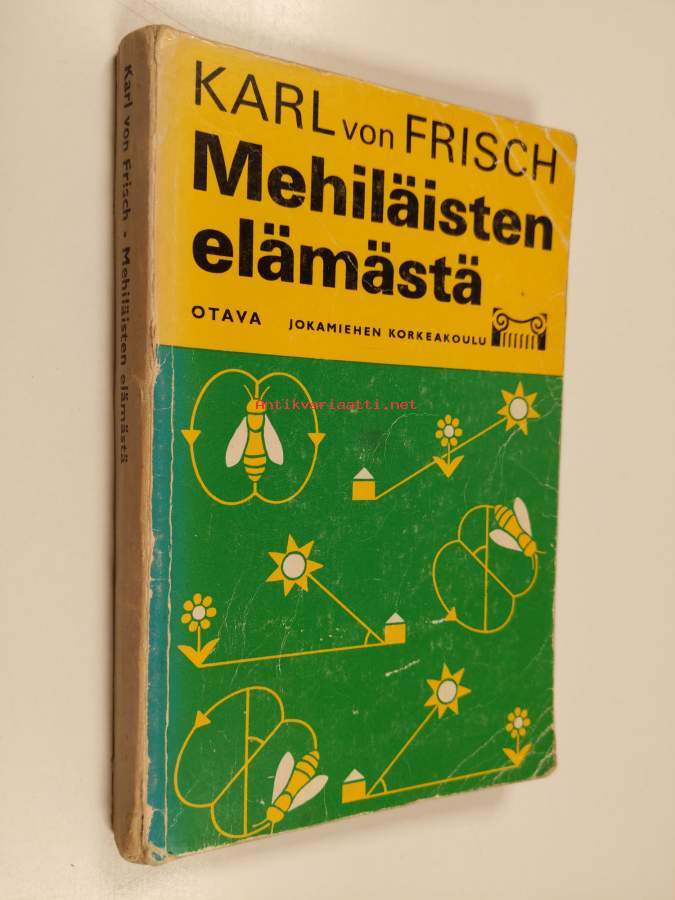 Karl von Frisch • Mehiläisten elämästä
KARL von FRISCH
Mehiläisten
elämästä
OTAVA JOKAMIEHEN KORKEAKOULU
Antikvariaatti.net